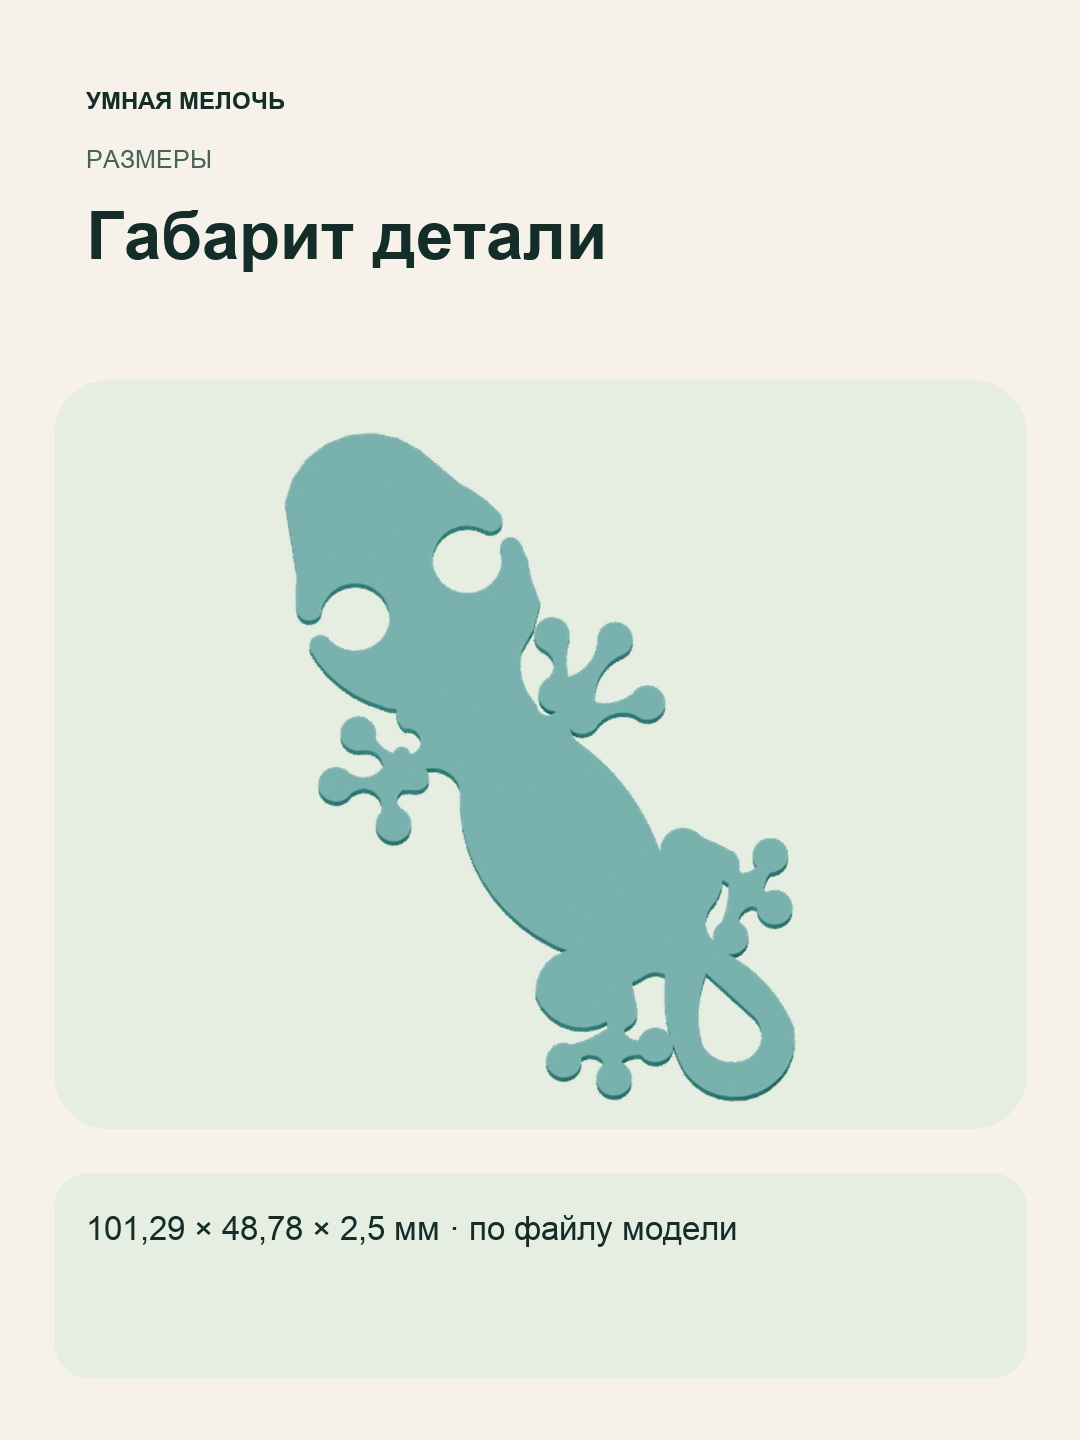 УМНАЯ МЕЛОЧЬ
РАЗМЕРЫ
Габарит детали
101,29 × 48,78 × 2,5 мм · по файлу модели